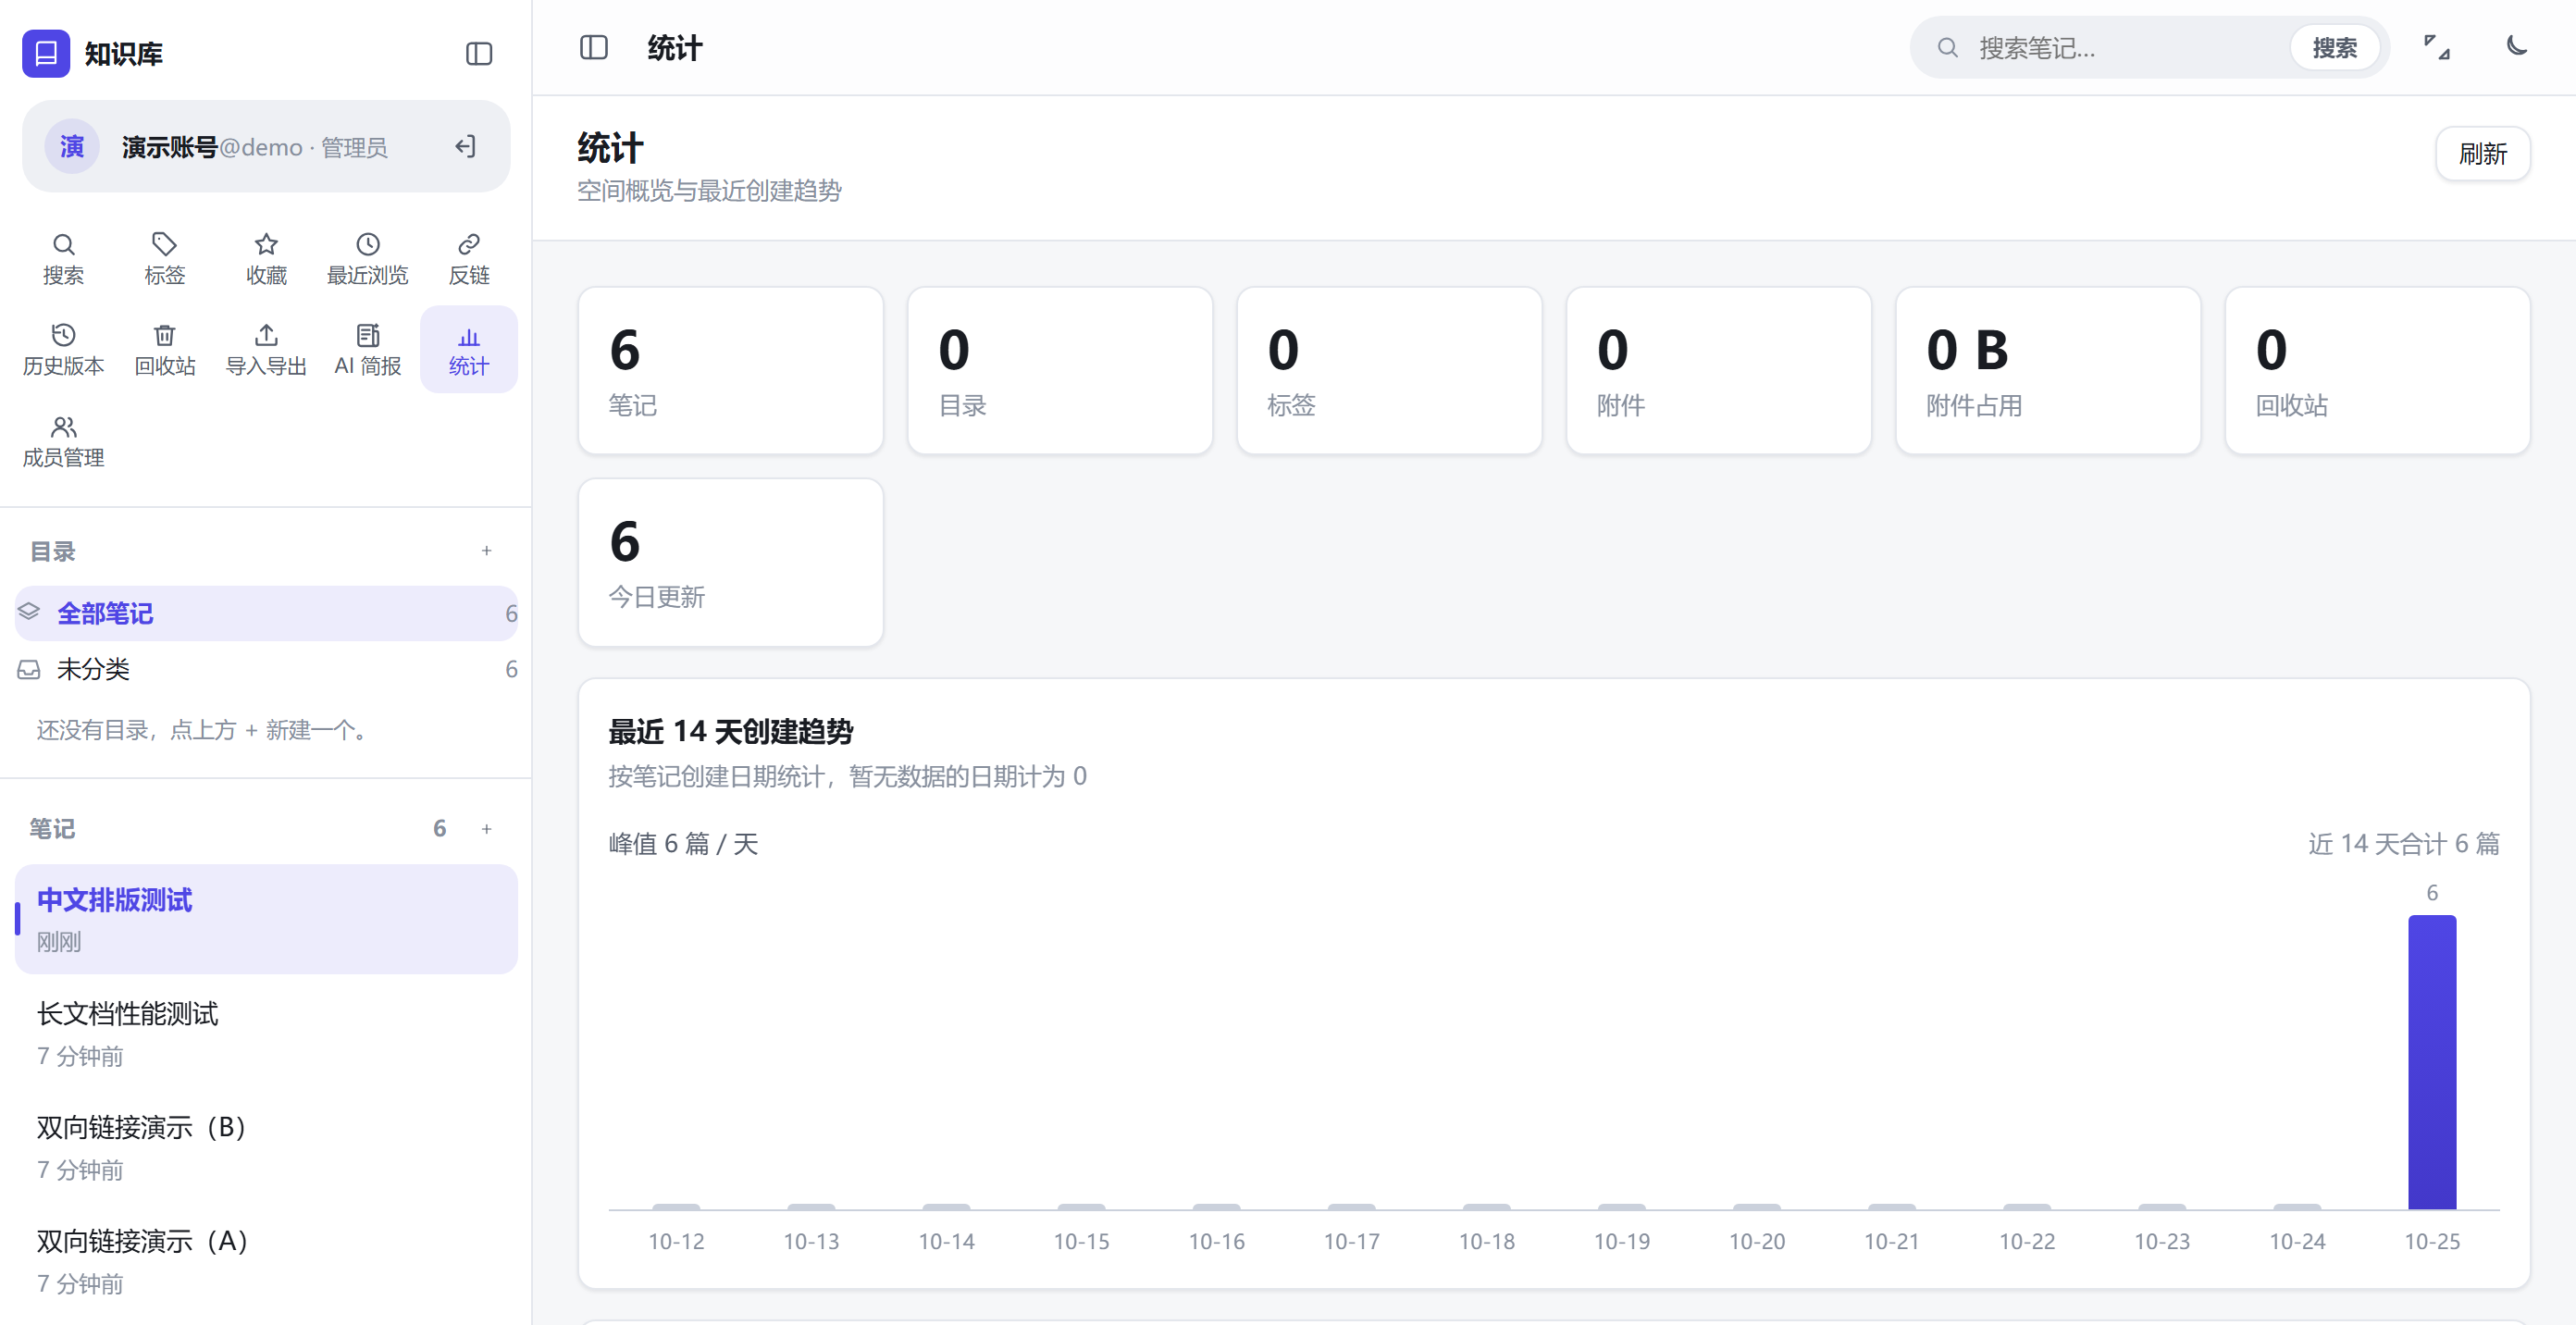 知识库
演
演示账号@demo · 管理员
搜索 标签 收藏 最近浏览 反链
历史版本 回收站 导入导出 AI 简报 统计
成员管理
目录 +
全部笔记 6
未分类 6
还没有目录，点上方 + 新建一个。
笔记 6 +
中文排版测试
刚刚
长文档性能测试
7 分钟前
双向链接演示（B）
7 分钟前
双向链接演示（A）
7 分钟前
统计
搜索笔记... 搜索
统计
空间概览与最近创建趋势
刷新
6
笔记
0
目录
0
标签
0
附件
0 B
附件占用
0
回收站
6
今日更新
最近 14 天创建趋势
按笔记创建日期统计，暂无数据的日期计为 0
峰值 6 篇 / 天 近 14 天合计 6 篇
6
10-12 10-13 10-14 10-15 10-16 10-17 10-18 10-19 10-20 10-21 10-22 10-23 10-24 10-25